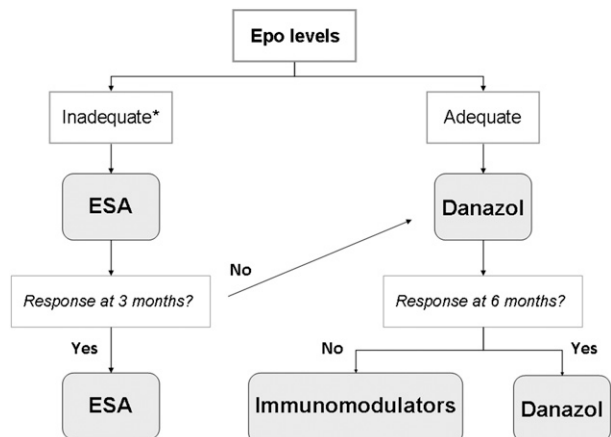 Epo levels
Inadequate* Adequate
ESA Danazol
No
Response at 3 months? Response at 6 months?
Yes No Yes
ESA Immunomodulators Danazol